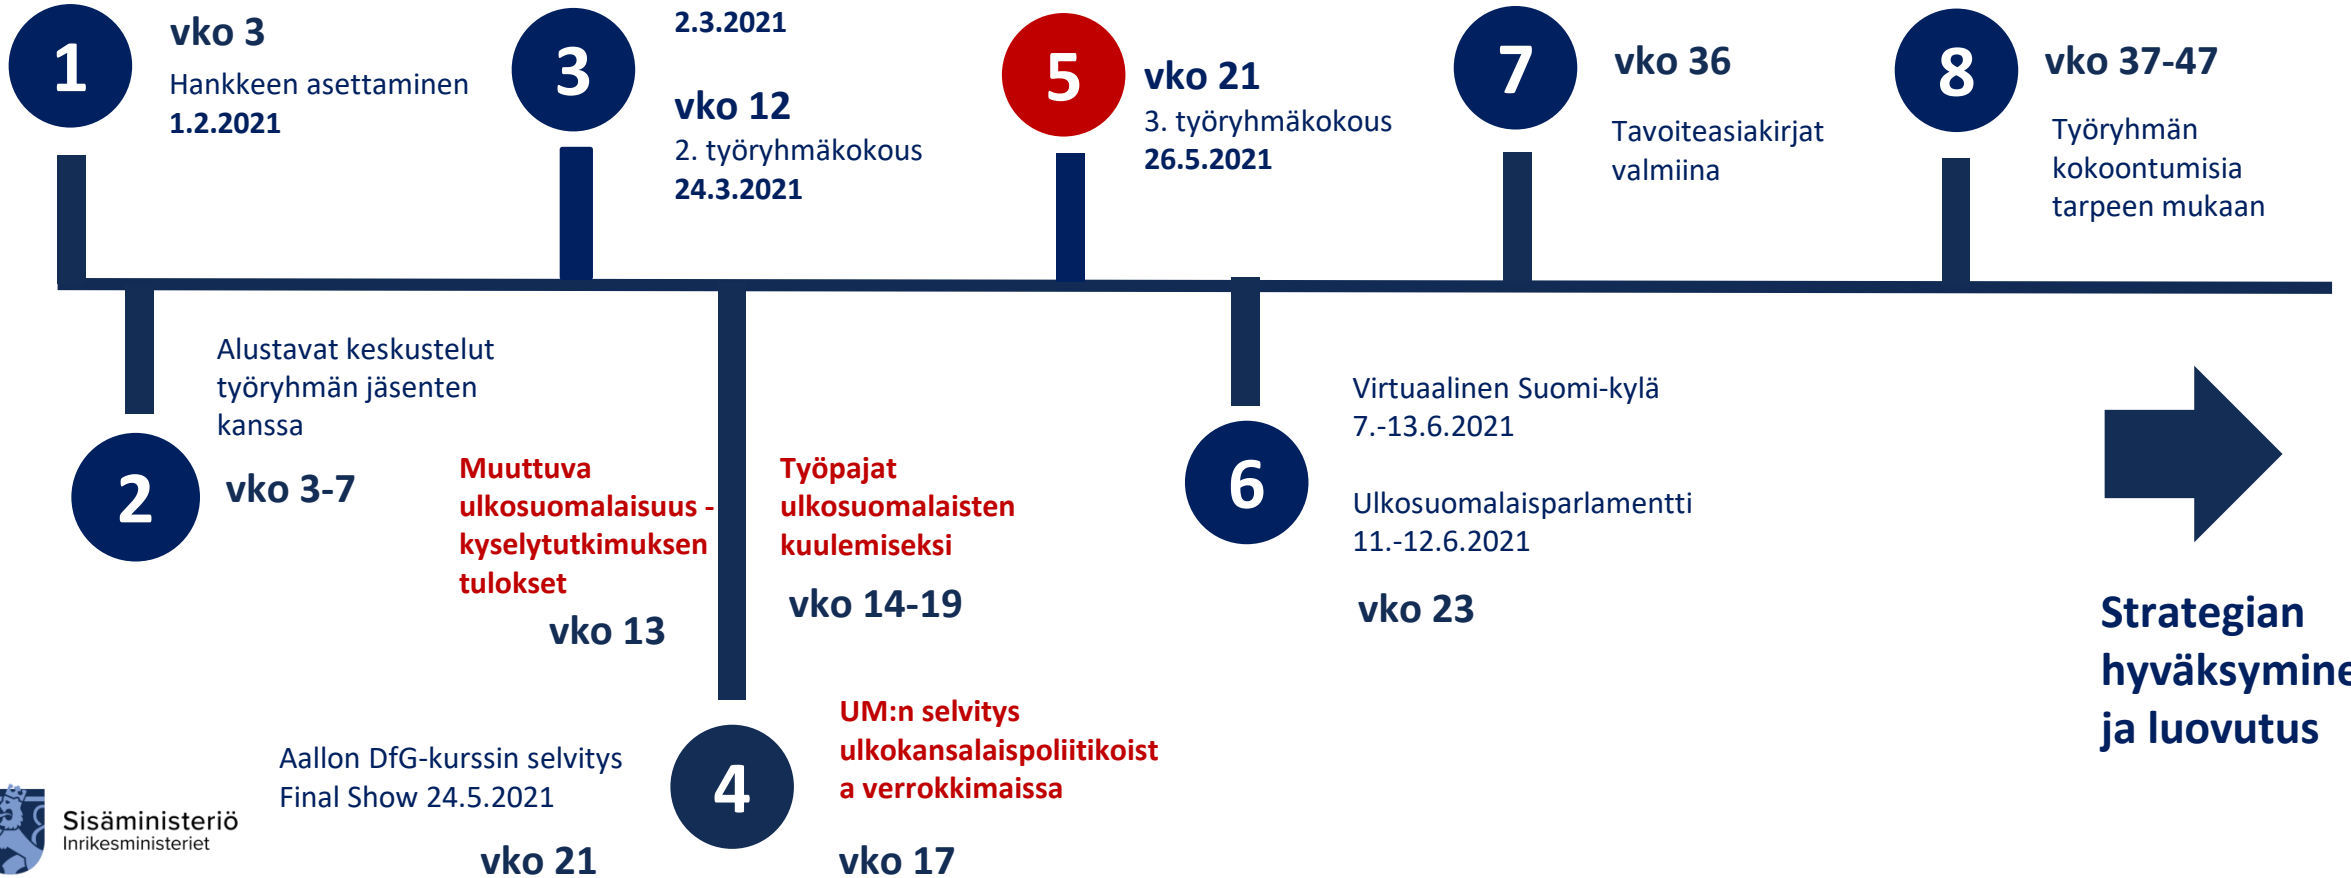 1
vko 3
Hankkeen asettaminen
1.2.2021
3
2.3.2021
vko 12
2. työryhmäkokous
24.3.2021
5
vko 21
3. työryhmäkokous
26.5.2021
7
vko 36
Tavoiteasiakirjat
valmiina
8
vko 37-47
Työryhmän
kokoontumisia
tarpeen mukaan
Alustavat keskustelut
työryhmän jäsenten
kanssa
2
vko 3-7
Muuttuva
ulkosuomalaisuus -
kyselytutkimuksen
tulokset
vko 13
Työpajat
ulkosuomalaisten
kuulemiseksi
vko 14-19
Aallon DfG-kurssin selvitys
Final Show 24.5.2021
vko 21
4
UM:n selvitys
ulkokansalaispoliitikoist
a verrokkimaissa
vko 17
6
Virtuaalinen Suomi-kylä
7.-13.6.2021
Ulkosuomalaisparlamentti
11.-12.6.2021
vko 23
Strategian
hyväksymine
ja luovutus
Sisäministeriö
Inrikesministeriet